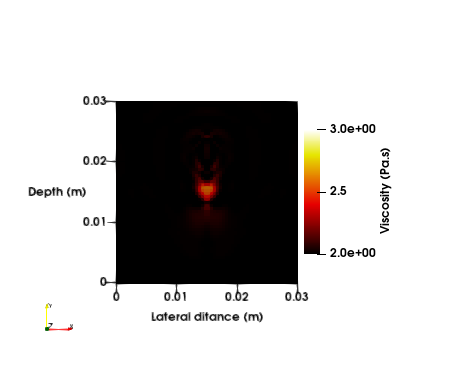 0.03
3.0e+00
0.02
2.5
Depth (m)
Viscosity (Pa.s)
0.01
2.0e+00
0
0
0.01
0.02
0.03
Lateral ditance (m)
Y
Z
X